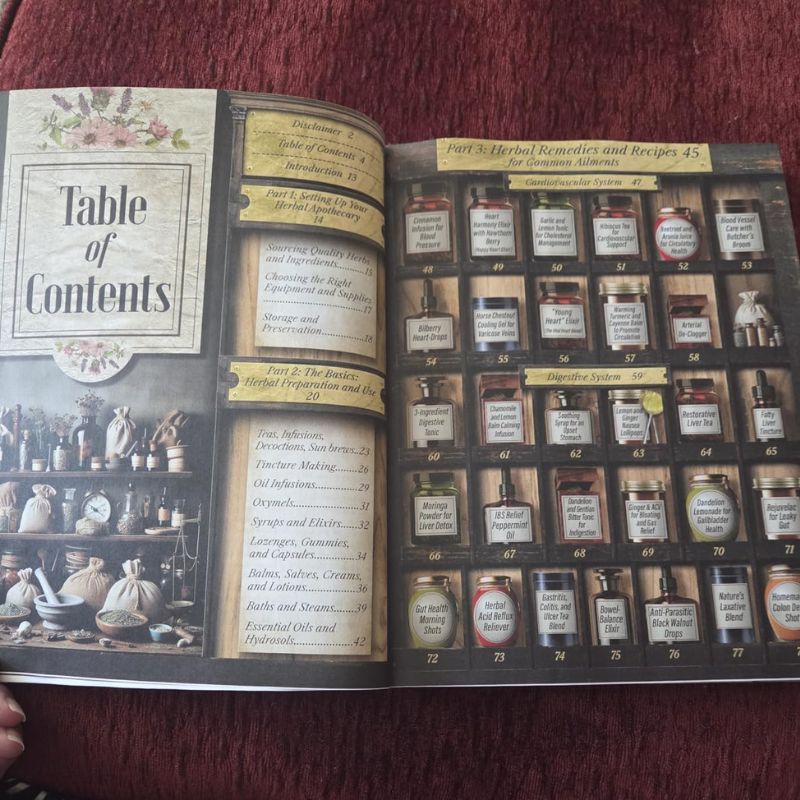 Table
of
Contents
Disclaimer 2
Table of Contents 4
Introduction 13
Part 1: Setting Up Your
Herbal Apothecary
14
Sourcing Quality Herbs
and Ingredients..........15
Choosing the Right
Equipment and Supplies
..............................17
Storage and
Preservation..............18
Part 2: The Basics:
Herbal Preparation and Use
20
Teas, Infusions,
Decoctions, Sun brews..23
Tincture Making..........26
Oil Infusions...............29
Oxymels.....................31
Syrups and Elixirs.......32
Lozenges, Gummies,
and Capsules..............34
Balms, Salves, Creams,
and Lotions................36
Baths and Steams........39
Essential Oils and
Hydrosols...................42
Part 3: Herbal Remedies and Recipes 45
for Common Ailments
Cardiovascular System 47
Cinnamon
Infusion for
Blood
Pressure
48
Heart
Harmony Elixir
with Hawthorn
Berry
(Happy Heart Elixir)
49
Garlic and
Lemon Tonic
for Cholesterol
Management
50
Hibiscus Tea
for
Cardiovascular
Support
51
Beetroot and
Aronia Juice for
Circulatory
Health
52
Blood Vessel
Care with
Butcher's
Broom
53
Bilberry
Heart-Drops
54
Horse Chestnut
Cooling Gel for
Varicose Veins
55
"Young
Heart" Elixir
56
Warming
Turmeric and
Cayenne Balm
to Promote
Circulation
57
Arterial
De-Clogger
58
Digestive System 59
3-Ingredient
Digestive
Tonic
60
Chamomile
and Lemon
Balm Calming
Infusion
61
Soothing
Syrup for an
Upset
Stomach
62
Lemon and
Ginger
Nausea
Lollipops
63
Restorative
Liver Tea
64
Fatty
Liver
Tincture
65
Moringa
Powder for
Liver Detox
66
IBS Relief
Peppermint
Oil
67
Dandelion
and Gentian
Bitter Tonic
for
Indigestion
68
Ginger & ACV
for Bloating
and Gas
Relief
69
Dandelion
Lemonade for
Gallbladder
Health
70
Rejuvelac
for Leaky
Gut
71
Gut Health
Morning
Shots
72
Herbal
Acid Reflux
Reliever
73
Gastritis,
Colitis, and
Ulcer Tea
Blend
74
Bowel-
Balance
Elixir
75
Anti-Parasitic
Black Walnut
Drops
76
Nature's
Laxative
Blend
77
Homema
Colon De
Sho